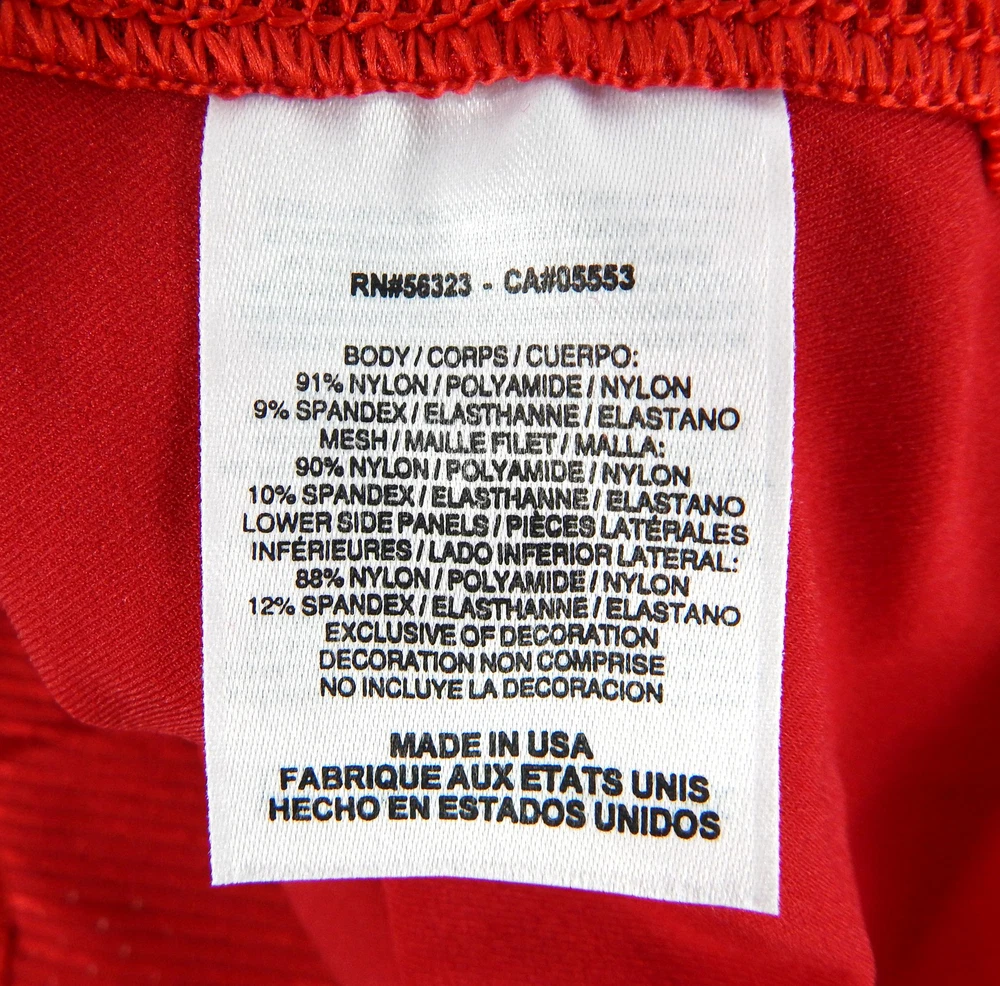 RN#56323 - CA#05553
BODY / CORPS / CUERPO:
91% NYLON / POLYAMIDE / NYLON
9% SPANDEX / ELASTHANNE / ELASTANO
MESH / MAILLE FILET / MALLA:
90% NYLON / POLYAMIDE / NYLON
10% SPANDEX / ELASTHANNE / ELASTANO
LOWER SIDE PANELS / PIÈCES LATÉRALES
INFÉRIEURES / LADO INFERIOR LATERAL:
88% NYLON / POLYAMIDE / NYLON
12% SPANDEX / ELASTHANNE / ELASTANO
EXCLUSIVE OF DECORATION
DECORATION NON COMPRISE
NO INCLUYE LA DECORACION
MADE IN USA
FABRIQUE AUX ETATS UNIS
HECHO EN ESTADOS UNIDOS